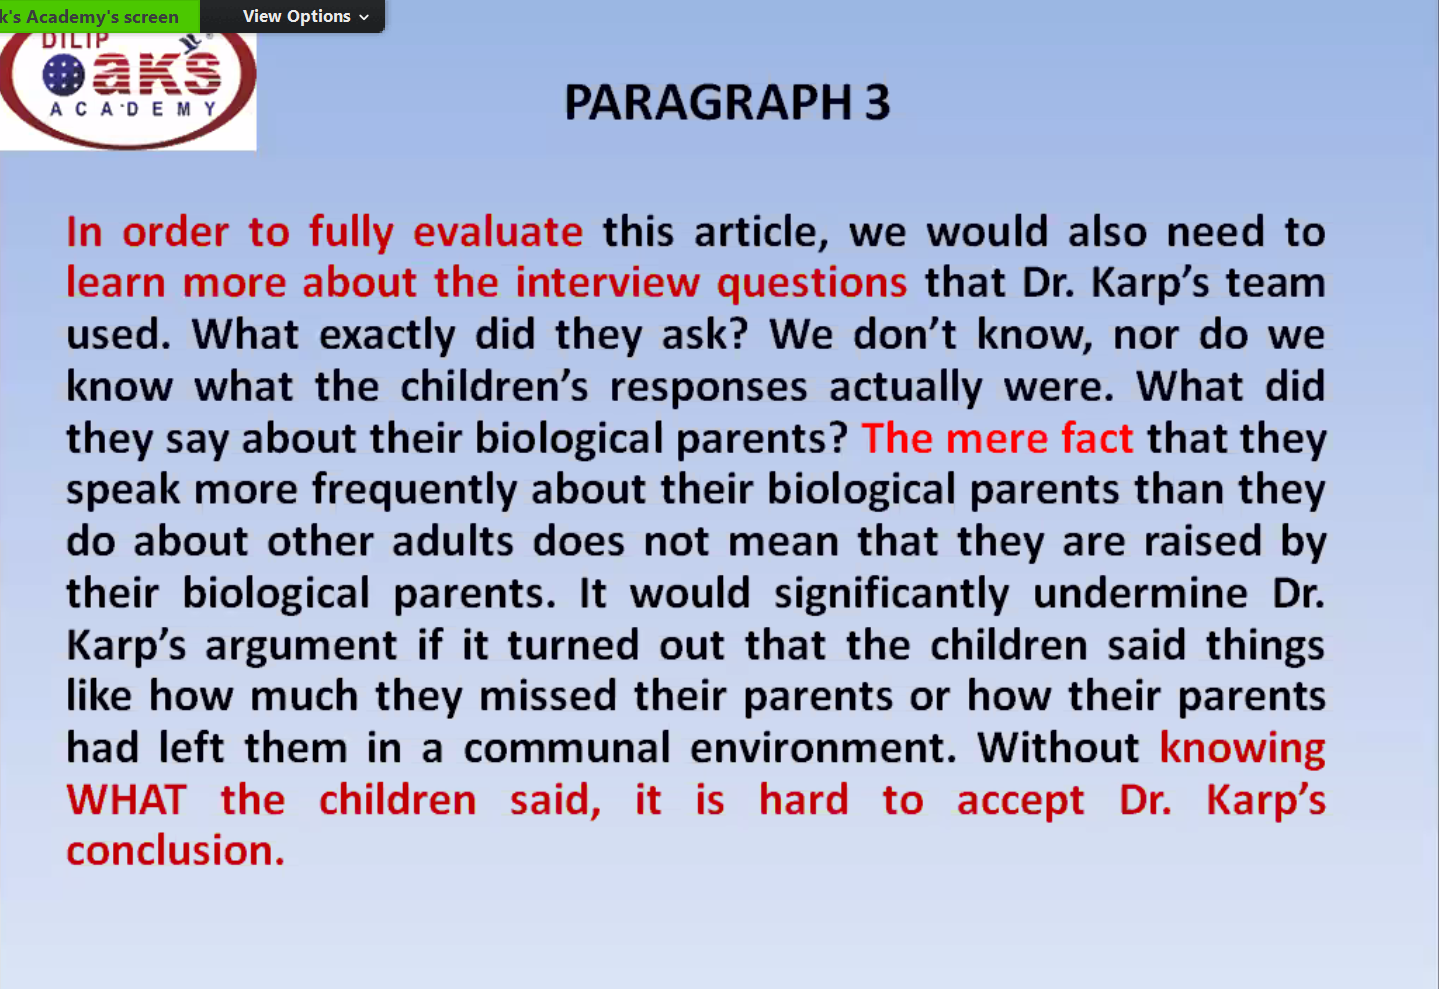 k's Academy's screen
View Options
DILIP
Oak's
ACADEMY
PARAGRAPH 3
In order to fully evaluate this article, we would also need to
learn more about the interview questions that Dr. Karp's team
used. What exactly did they ask? We don't know, nor do we
know what the children's responses actually were. What did
they say about their biological parents? The mere fact that they
speak more frequently about their biological parents than they
do about other adults does not mean that they are raised by
their biological parents. It would significantly undermine Dr.
Karp's argument if it turned out that the children said things
like how much they missed their parents or how their parents
had left them in a communal environment. Without knowing
WHAT the children said, it is hard to accept Dr. Karp's
conclusion.